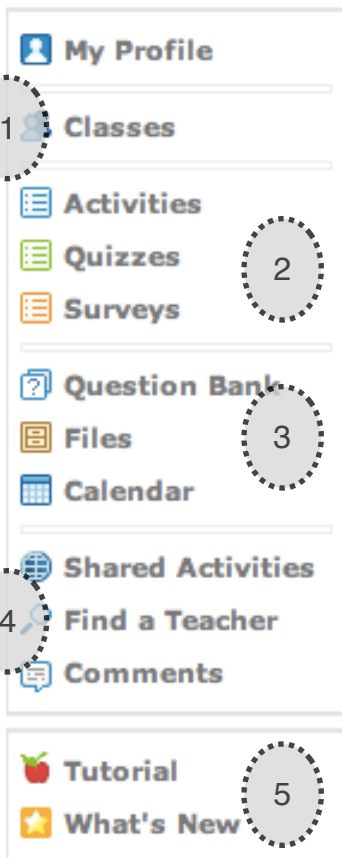 My Profile
1 Classes
Activities
Quizzes
2
Surveys
Question Bank
3
Files
Calendar
Shared Activities
4 Find a Teacher
Comments
Tutorial
5
What's New